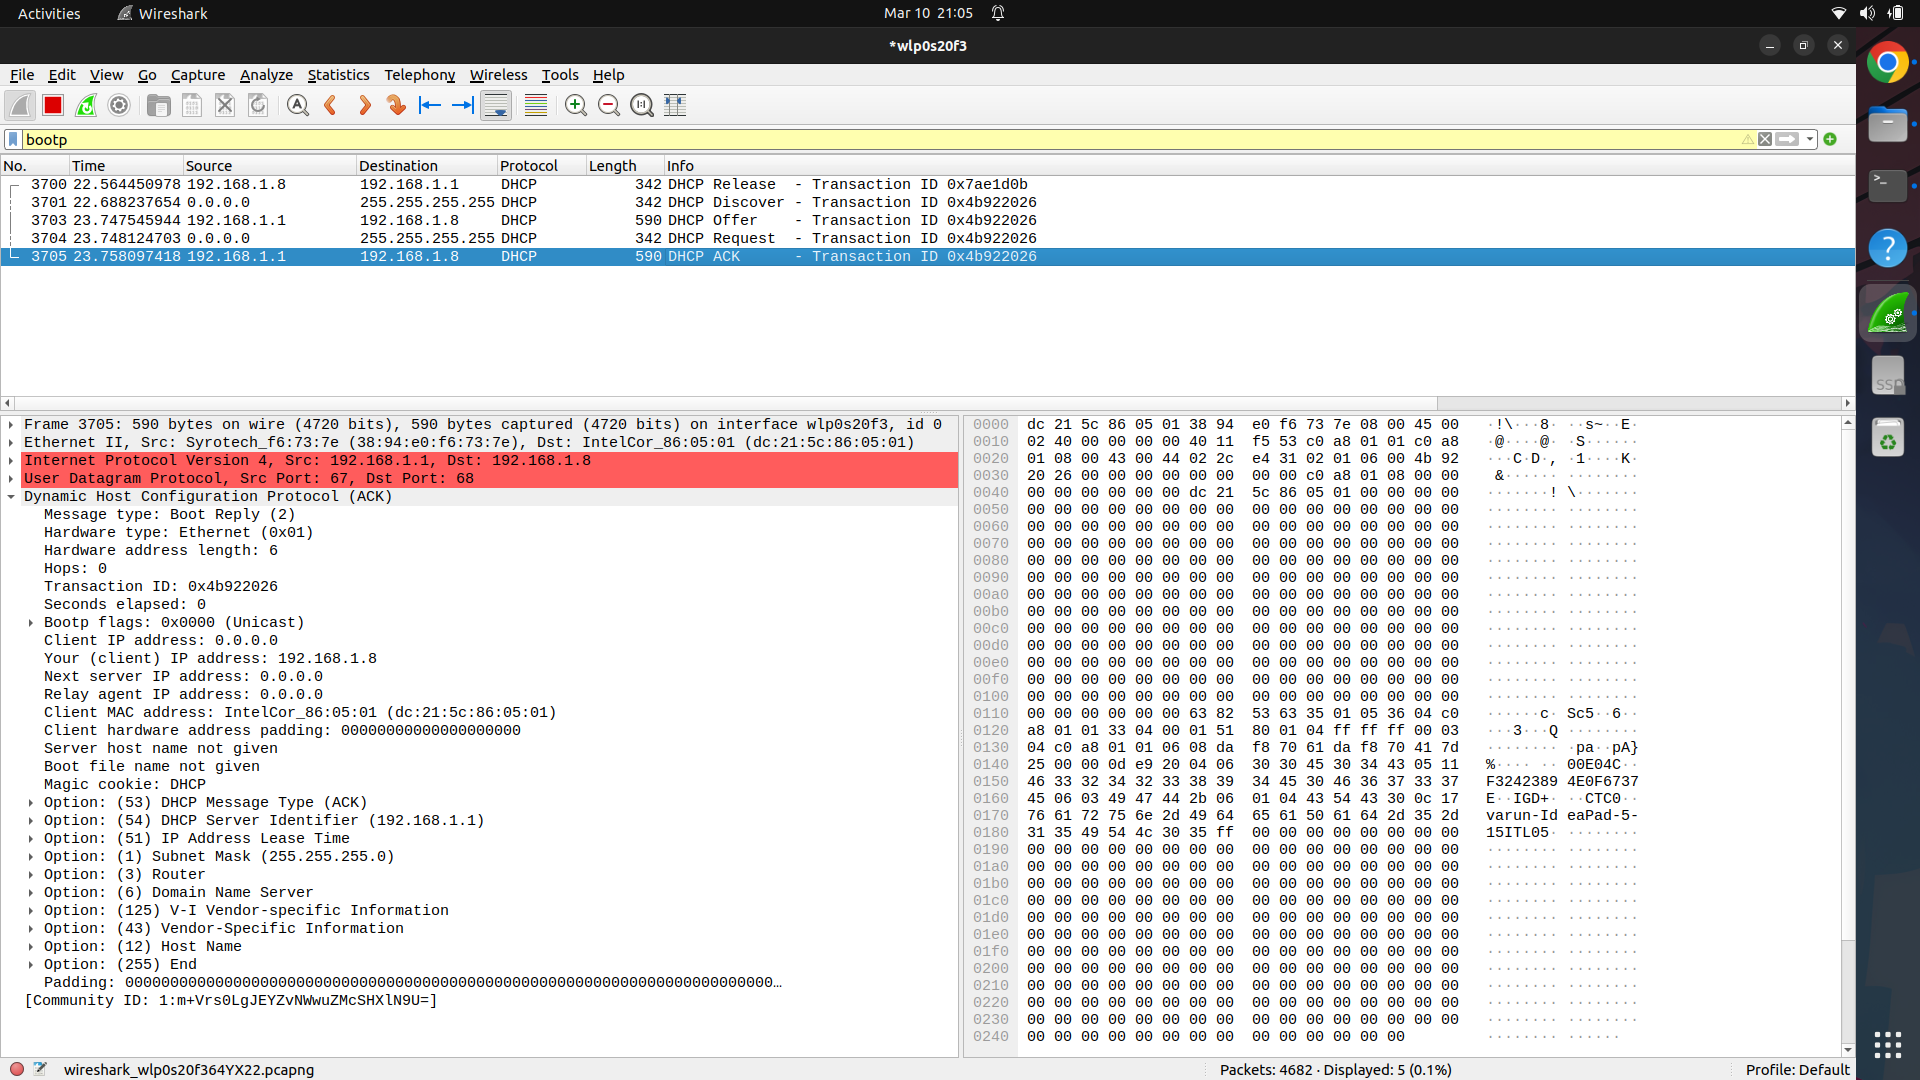 Activities Wireshark Mar 10 21:05
*wlp0s20f3
File Edit View Go Capture Analyze Statistics Telephony Wireless Tools Help
bootp
No. Time Source Destination Protocol Length Info
3700 22.564450978 192.168.1.8 192.168.1.1 DHCP 342 DHCP Release - Transaction ID 0x7ae1d0b
3701 22.688237654 0.0.0.0 255.255.255.255 DHCP 342 DHCP Discover - Transaction ID 0x4b922026
3703 23.747545944 192.168.1.1 192.168.1.8 DHCP 590 DHCP Offer - Transaction ID 0x4b922026
3704 23.748124703 0.0.0.0 255.255.255.255 DHCP 342 DHCP Request - Transaction ID 0x4b922026
3705 23.758097418 192.168.1.1 192.168.1.8 DHCP 590 DHCP ACK - Transaction ID 0x4b922026
Frame 3705: 590 bytes on wire (4720 bits), 590 bytes captured (4720 bits) on interface wlp0s20f3, id 0
Ethernet II, Src: Syrotech_f6:73:7e (38:94:e0:f6:73:7e), Dst: IntelCor_86:05:01 (dc:21:5c:86:05:01)
Internet Protocol Version 4, Src: 192.168.1.1, Dst: 192.168.1.8
User Datagram Protocol, Src Port: 67, Dst Port: 68
Dynamic Host Configuration Protocol (ACK)
Message type: Boot Reply (2)
Hardware type: Ethernet (0x01)
Hardware address length: 6
Hops: 0
Transaction ID: 0x4b922026
Seconds elapsed: 0
Bootp flags: 0x0000 (Unicast)
Client IP address: 0.0.0.0
Your (client) IP address: 192.168.1.8
Next server IP address: 0.0.0.0
Relay agent IP address: 0.0.0.0
Client MAC address: IntelCor_86:05:01 (dc:21:5c:86:05:01)
Client hardware address padding: 00000000000000000000
Server host name not given
Boot file name not given
Magic cookie: DHCP
Option: (53) DHCP Message Type (ACK)
Option: (54) DHCP Server Identifier (192.168.1.1)
Option: (51) IP Address Lease Time
Option: (1) Subnet Mask (255.255.255.0)
Option: (3) Router
Option: (6) Domain Name Server
Option: (125) V-I Vendor-specific Information
Option: (43) Vendor-Specific Information
Option: (12) Host Name
Option: (255) End
Padding: 000000000000000000000000000000000000000000000000000000000000000000000000…
[Community ID: 1:m+Vrs0LgJEYZvNWwuZMcSHXlN9U=]
0000 dc 21 5c 86 05 01 38 94 e0 f6 73 7e 08 00 45 00 ·!\···8· ··s~··E·
0010 02 40 00 00 00 00 40 11 f5 53 c0 a8 01 01 c0 a8 ·@····@· ·S······
0020 01 08 00 43 00 44 02 2c e4 31 02 01 06 00 4b 92 ···C·D·, ·1····K·
0030 20 26 00 00 00 00 00 00 00 00 c0 a8 01 08 00 00 &······ ········
0040 00 00 00 00 00 00 dc 21 5c 86 05 01 00 00 00 00 ·······! \·······
0050 00 00 00 00 00 00 00 00 00 00 00 00 00 00 00 00 ········ ········
0060 00 00 00 00 00 00 00 00 00 00 00 00 00 00 00 00 ········ ········
0070 00 00 00 00 00 00 00 00 00 00 00 00 00 00 00 00 ········ ········
0080 00 00 00 00 00 00 00 00 00 00 00 00 00 00 00 00 ········ ········
0090 00 00 00 00 00 00 00 00 00 00 00 00 00 00 00 00 ········ ········
00a0 00 00 00 00 00 00 00 00 00 00 00 00 00 00 00 00 ········ ········
00b0 00 00 00 00 00 00 00 00 00 00 00 00 00 00 00 00 ········ ········
00c0 00 00 00 00 00 00 00 00 00 00 00 00 00 00 00 00 ········ ········
00d0 00 00 00 00 00 00 00 00 00 00 00 00 00 00 00 00 ········ ········
00e0 00 00 00 00 00 00 00 00 00 00 00 00 00 00 00 00 ········ ········
00f0 00 00 00 00 00 00 00 00 00 00 00 00 00 00 00 00 ········ ········
0100 00 00 00 00 00 00 00 00 00 00 00 00 00 00 00 00 ········ ········
0110 00 00 00 00 00 00 63 82 53 63 35 01 05 36 04 c0 ······c· Sc5··6··
0120 a8 01 01 33 04 00 01 51 80 01 04 ff ff ff 00 03 ···3···Q ········
0130 04 c0 a8 01 01 06 08 da f8 70 61 da f8 70 41 7d ········ ·pa··pA}
0140 25 00 00 0d e9 20 04 06 30 30 45 30 34 43 05 11 %···· ·· 00E04C··
0150 46 33 32 34 32 33 38 39 34 45 30 46 36 37 33 37 F3242389 4E0F6737
0160 45 06 03 49 47 44 2b 06 01 04 43 54 43 30 0c 17 E··IGD+· ··CTC0··
0170 76 61 72 75 6e 2d 49 64 65 61 50 61 64 2d 35 2d varun-Id eaPad-5-
0180 31 35 49 54 4c 30 35 ff 00 00 00 00 00 00 00 00 15ITL05· ········
0190 00 00 00 00 00 00 00 00 00 00 00 00 00 00 00 00 ········ ········
01a0 00 00 00 00 00 00 00 00 00 00 00 00 00 00 00 00 ········ ········
01b0 00 00 00 00 00 00 00 00 00 00 00 00 00 00 00 00 ········ ········
01c0 00 00 00 00 00 00 00 00 00 00 00 00 00 00 00 00 ········ ········
01d0 00 00 00 00 00 00 00 00 00 00 00 00 00 00 00 00 ········ ········
01e0 00 00 00 00 00 00 00 00 00 00 00 00 00 00 00 00 ········ ········
01f0 00 00 00 00 00 00 00 00 00 00 00 00 00 00 00 00 ········ ········
0200 00 00 00 00 00 00 00 00 00 00 00 00 00 00 00 00 ········ ········
0210 00 00 00 00 00 00 00 00 00 00 00 00 00 00 00 00 ········ ········
0220 00 00 00 00 00 00 00 00 00 00 00 00 00 00 00 00 ········ ········
0230 00 00 00 00 00 00 00 00 00 00 00 00 00 00 00 00 ········ ········
0240 00 00 00 00 00 00 00 00 00 00 00 00 00 00 ········ ······
wireshark_wlp0s20f364YX22.pcapng Packets: 4682 · Displayed: 5 (0.1%) Profile: Default